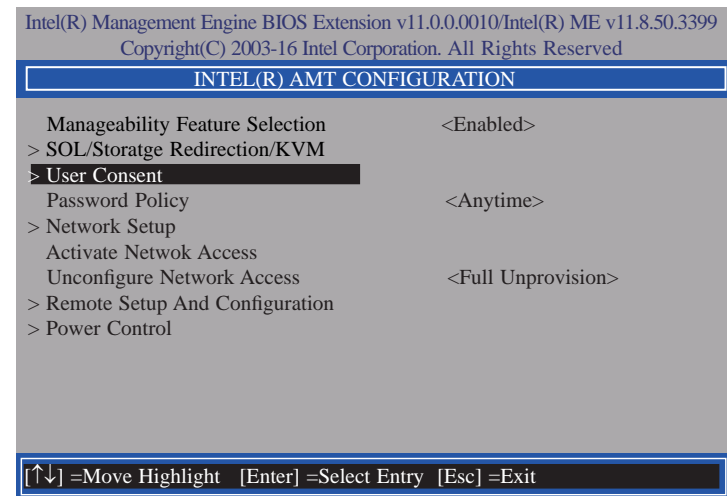 Intel(R) Management Engine BIOS Extension v11.0.0.0010/Intel(R) ME v11.8.50.3399
Copyright(C) 2003-16 Intel Corporation. All Rights Reserved
INTEL(R) AMT CONFIGURATION
Manageability Feature Selection <Enabled>
> SOL/Storatge Redirection/KVM
> User Consent
Password Policy <Anytime>
> Network Setup
Activate Netwok Access
Unconfigure Network Access <Full Unprovision>
> Remote Setup And Configuration
> Power Control
[↑↓] =Move Highlight [Enter] =Select Entry [Esc] =Exit